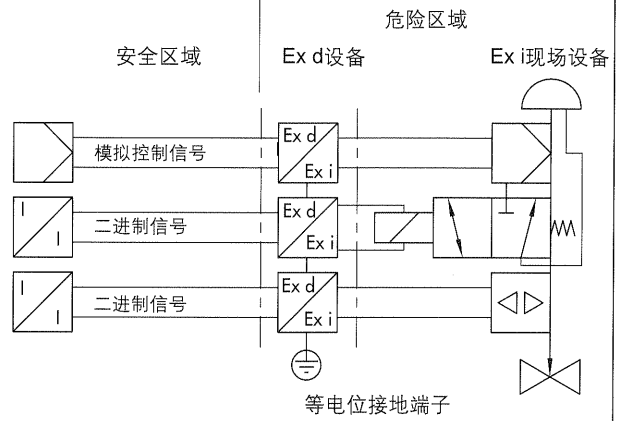 危险区域
安全区域
Ex d设备
Ex i现场设备
模拟控制信号
Ex d
Ex i
I
I
二进制信号
Ex d
Ex i
I
I
二进制信号
Ex d
Ex i
等电位接地端子